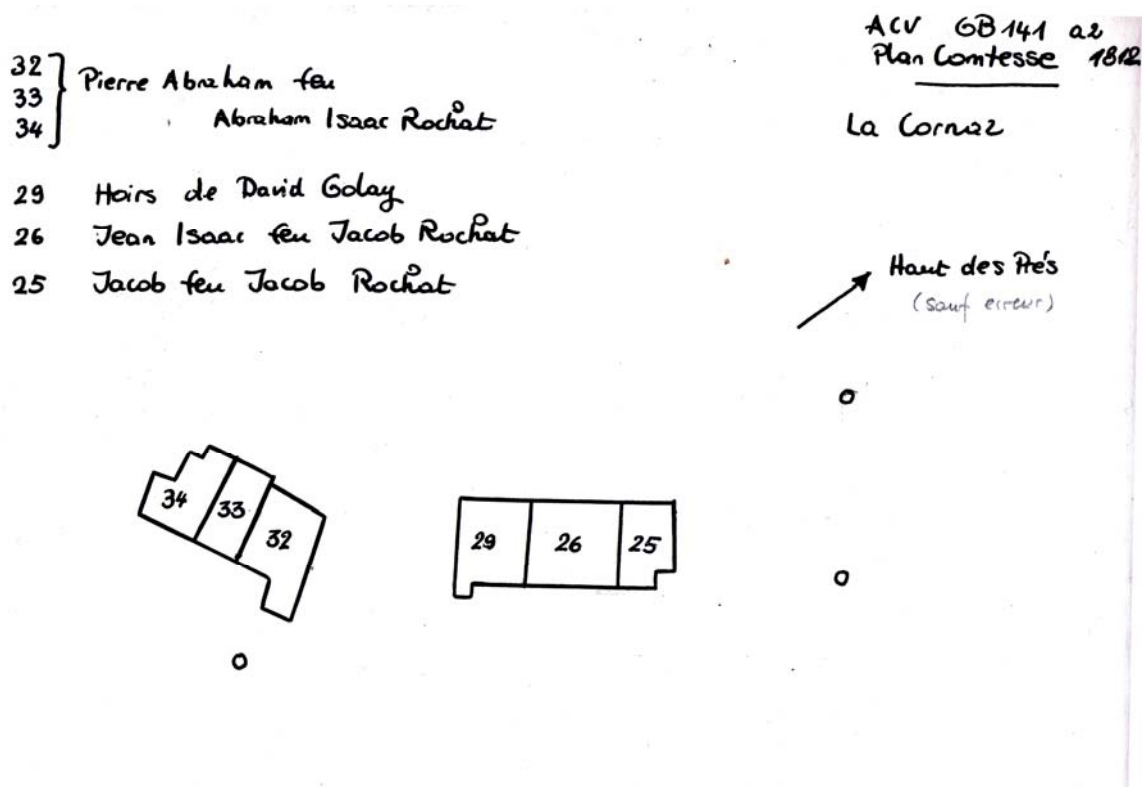 ACV GB 141 a2
Plan Comtesse 1812
La Cornaz
32
33
34
Pierre Abraham feu
Abraham Isaac Rochat
29 Hoirs de David Golay
26 Jean Isaac feu Jacob Rochat
25 Jacob feu Jacob Rochat
Haut des Prés
(sauf erreur)
34 33 32
29 26 25